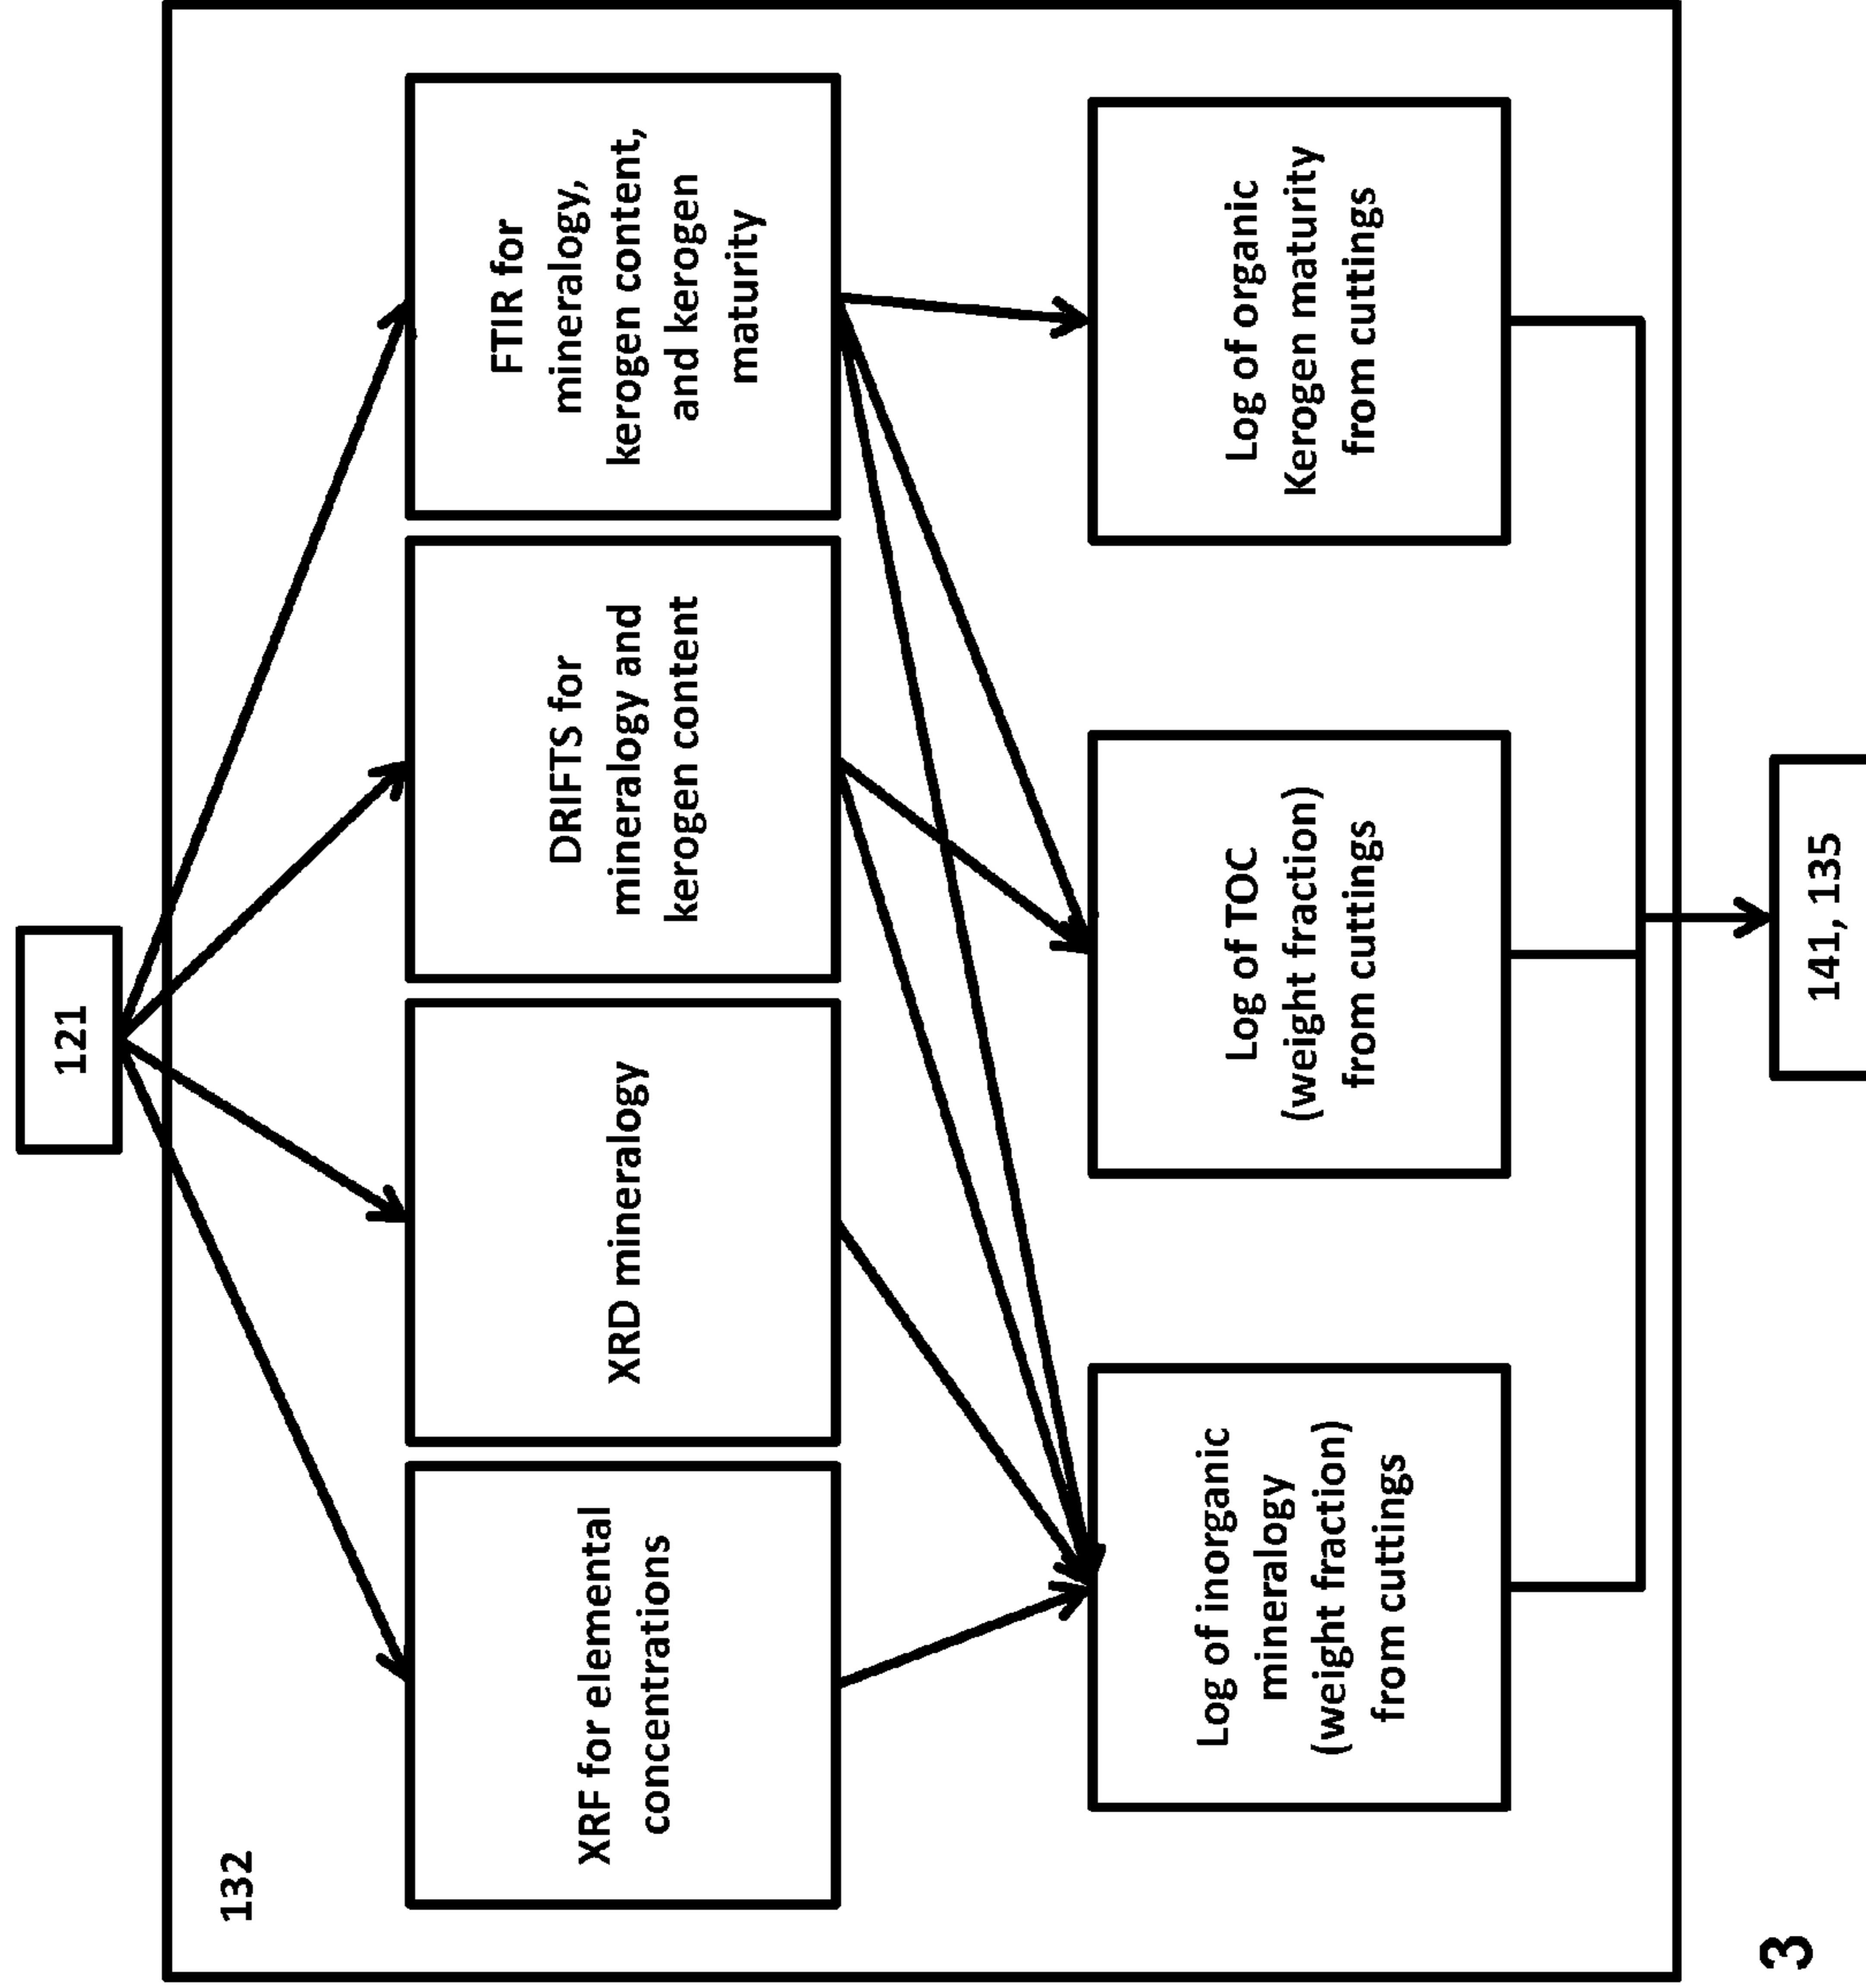 121
132
XRF for elemental
concentrations
XRD mineralogy
DRIFTS for
mineralogy and
kerogen content
FTIR for
mineralogy,
kerogen content,
and kerogen
maturity
Log of inorganic
mineralogy
(weight fraction)
from cuttings
Log of TOC
(weight fraction)
from cuttings
Log of organic
Kerogen maturity
from cuttings
141, 135
3